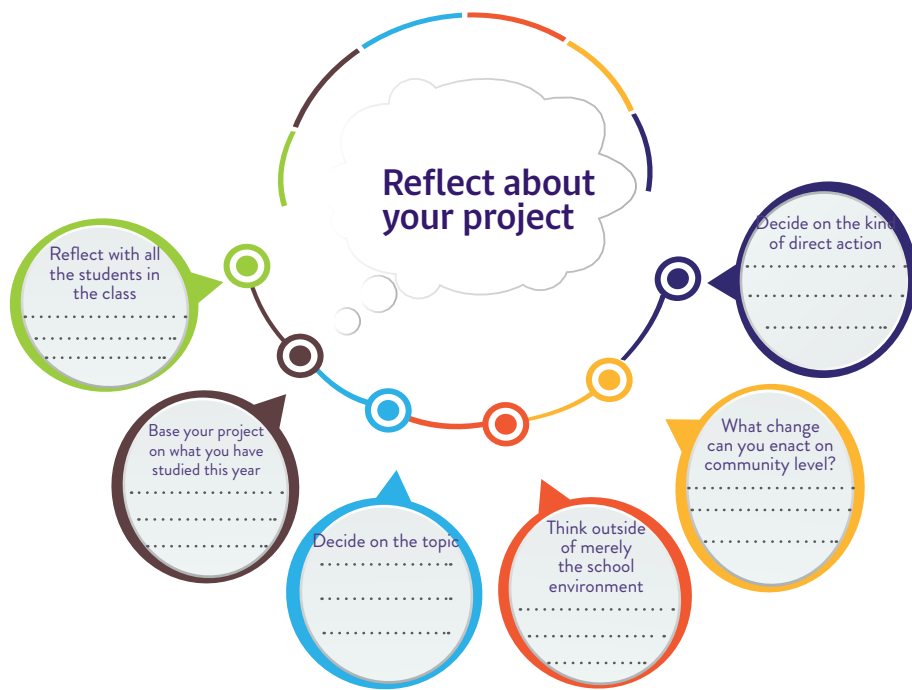 Reflect about
your project
Reflect with all
the students in
the class
Base your project
on what you have
studied this year
Decide on the topic
Think outside
of merely
the school
environment
What change
can you enact on
community level?
Decide on the kind
of direct action